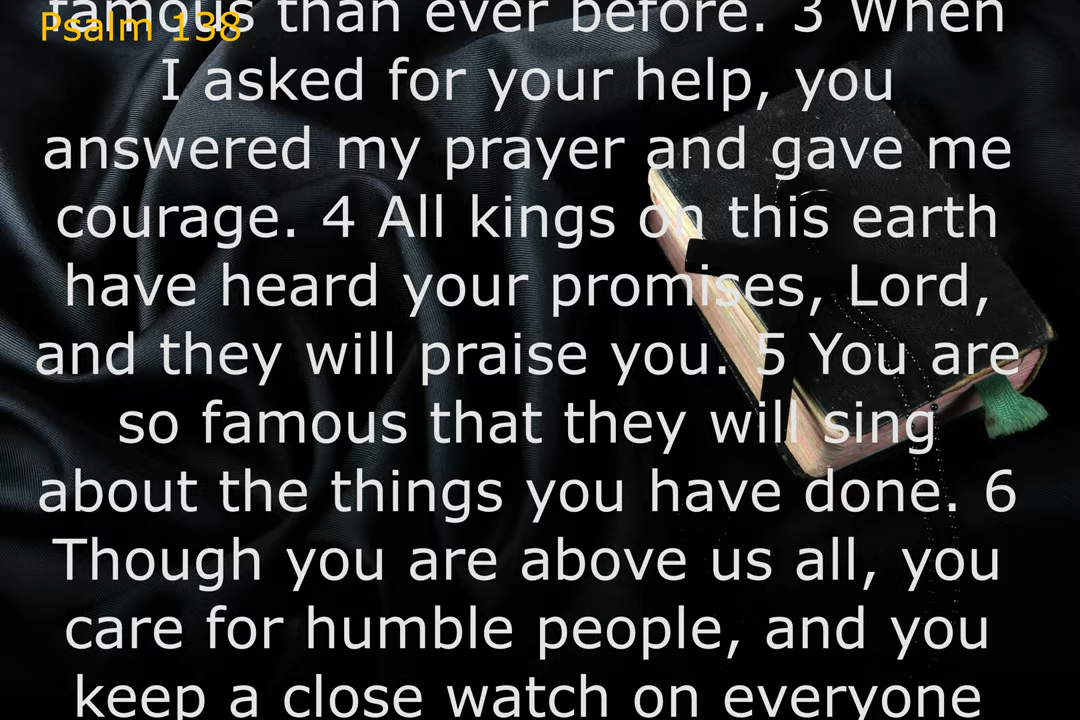 famous than ever before. 3 When
Psalm 138
I asked for your help, you
answered my prayer and gave me
courage. 4 All kings on this earth
have heard your promises, Lord,
and they will praise you. 5 You are
so famous that they will sing
about the things you have done. 6
Though you are above us all, you
care for humble people, and you
keep a close watch on everyone